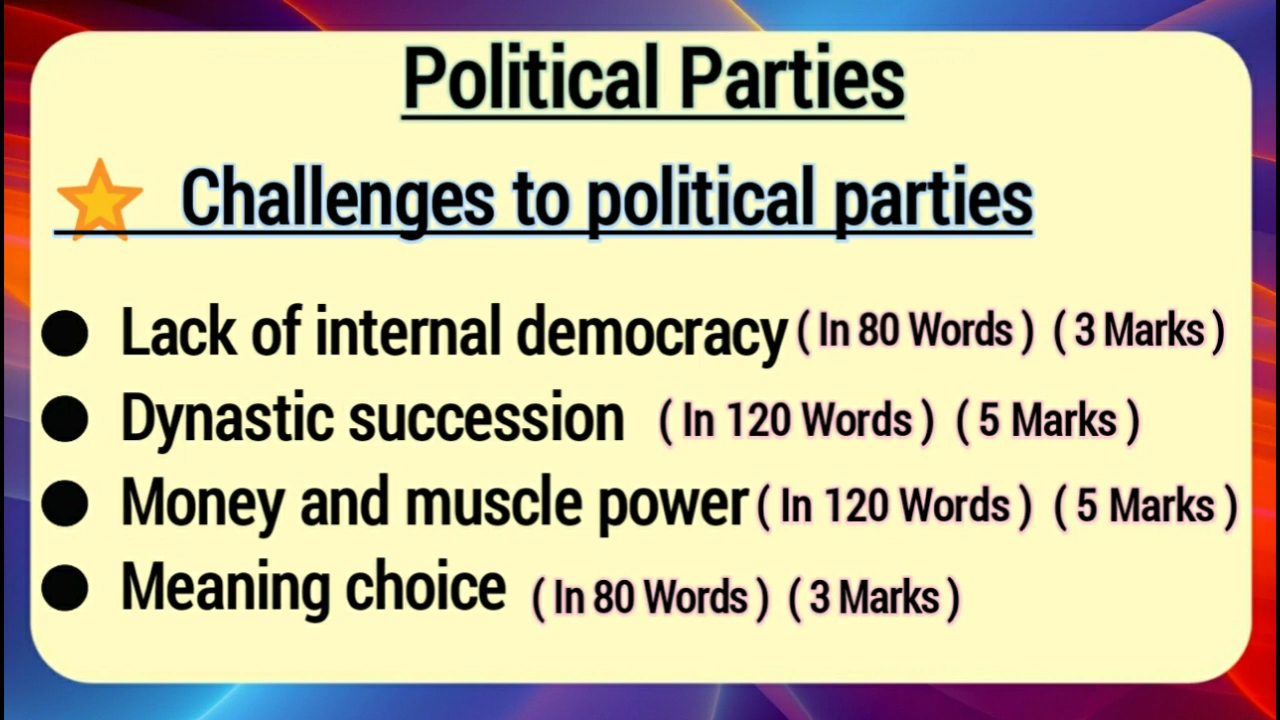 Political Parties
Challenges to political parties
● Lack of internal democracy ( In 80 Words ) ( 3 Marks )
● Dynastic succession ( In 120 Words ) ( 5 Marks )
● Money and muscle power ( In 120 Words ) ( 5 Marks )
● Meaning choice ( In 80 Words ) ( 3 Marks )